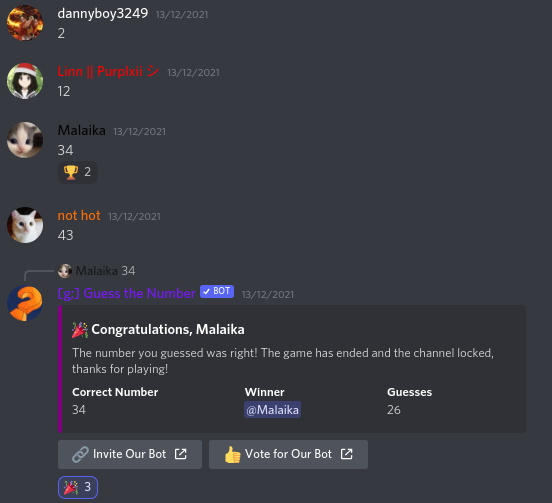 dannyboy3249 13/12/2021
2
Linn || Purplxii シ 13/12/2021
12
Malaika 13/12/2021
34
🏆 2
not hot 13/12/2021
43
Malaika 34
[g;] Guess the Number ✓ BOT 13/12/2021
🎉 Congratulations, Malaika
The number you guessed was right! The game has ended and the channel locked,
thanks for playing!
Correct Number Winner Guesses
34 @Malaika 26
🔗 Invite Our Bot 👍 Vote for Our Bot
🎉 3